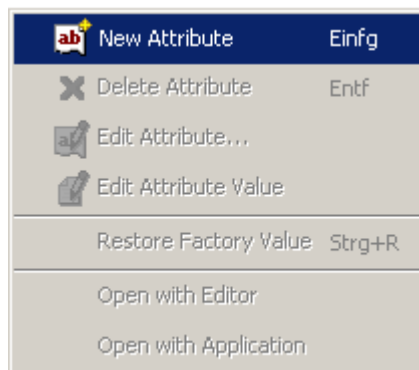 New Attribute Einfg
Delete Attribute Entf
Edit Attribute...
Edit Attribute Value
Restore Factory Value Strg+R
Open with Editor
Open with Application